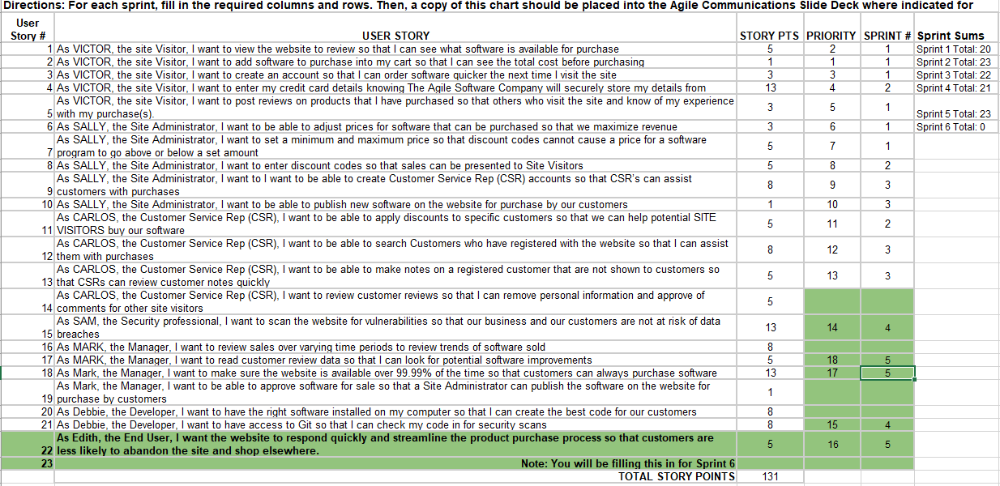 Directions: For each sprint, fill in the required columns and rows. Then, a copy of this chart should be placed into the Agile Communications Slide Deck where indicated for
User
Story # USER STORY STORY PTS PRIORITY SPRINT # Sprint Sums
1 As VICTOR, the site Visitor, I want to view the website to review so that I can see what software is available for purchase 5 2 1 Sprint 1 Total: 20
2 As VICTOR, the site Visitor, I want to add software to purchase into my cart so that I can see the total cost before purchasing 1 1 1 Sprint 2 Total: 23
3 As VICTOR, the site Visitor, I want to create an account so that I can order software quicker the next time I visit the site 3 3 1 Sprint 3 Total: 22
4 As VICTOR, the site Visitor, I want to enter my credit card details knowing The Agile Software Company will securely store my details from 13 4 2 Sprint 4 Total: 21
As VICTOR, the site Visitor, I want to post reviews on products that I have purchased so that others who visit the site and know of my experience
5 with my purchase(s). 3 5 1 Sprint 5 Total: 23
6 As SALLY, the Site Administrator, I want to be able to adjust prices for software that can be purchased so that we maximize revenue 3 6 1 Sprint 6 Total: 0
As SALLY, the Site Administrator, I want to set a minimum and maximum price so that discount codes cannot cause a price for a software
7 program to go above or below a set amount 5 7 1
8 As SALLY, the Site Administrator, I want to enter discount codes so that sales can be presented to Site Visitors 5 8 2
As SALLY, the Site Administrator, I want to I want to be able to create Customer Service Rep (CSR) accounts so that CSR's can assist
9 customers with purchases 8 9 3
10 As SALLY, the Site Administrator, I want to be able to publish new software on the website for purchase by our customers 1 10 3
As CARLOS, the Customer Service Rep (CSR), I want to be able to apply discounts to specific customers so that we can help potential SITE
11 VISITORS buy our software 5 11 2
As CARLOS, the Customer Service Rep (CSR), I want to be able to search Customers who have registered with the website so that I can assist
12 them with purchases 8 12 3
As CARLOS, the Customer Service Rep (CSR), I want to be able to make notes on a registered customer that are not shown to customers so
13 that CSRs can review customer notes quickly 5 13 3
As CARLOS, the Customer Service Rep (CSR), I want to review customer reviews so that I can remove personal information and approve of
14 comments for other site visitors 5
As SAM, the Security professional, I want to scan the website for vulnerabilities so that our business and our customers are not at risk of data
15 breaches 13 14 4
16 As MARK, the Manager, I want to review sales over varying time periods to review trends of software sold 8
17 As MARK, the Manager, I want to read customer review data so that I can look for potential software improvements 5 18 5
18 As Mark, the Manager, I want to make sure the website is available over 99.99% of the time so that customers can always purchase software 13 17 5
As Mark, the Manager, I want to be able to approve software for sale so that a Site Administrator can publish the software on the website for
19 purchase by customers 1
20 As Debbie, the Developer, I want to have the right software installed on my computer so that I can create the best code for our customers 8
21 As Debbie, the Developer, I want to have access to Git so that I can check my code in for security scans 8 15 4
As Edith, the End User, I want the website to respond quickly and streamline the product purchase process so that customers are
22 less likely to abandon the site and shop elsewhere. 5 16 5
23 Note: You will be filling this in for Sprint 6
TOTAL STORY POINTS 131